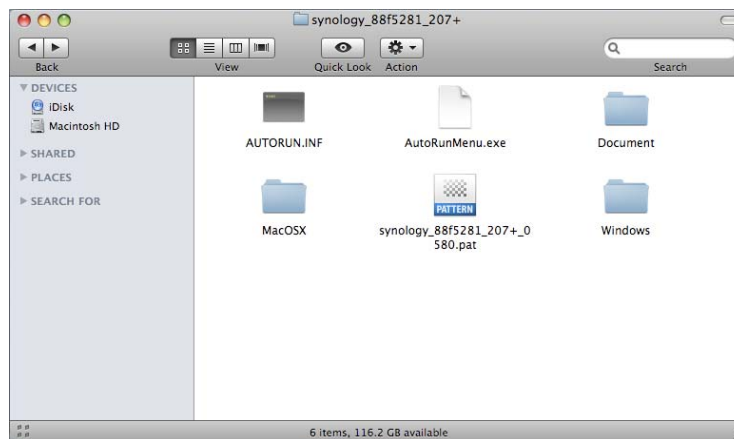 synology_88f5281_207+
Back
View
Quick Look
Action
Search
DEVICES
iDisk
Macintosh HD
SHARED
PLACES
SEARCH FOR
AUTORUN.INF
AutoRunMenu.exe
Document
MacOSX
PATTERN
synology_88f5281_207+_0
580.pat
Windows
6 items, 116.2 GB available